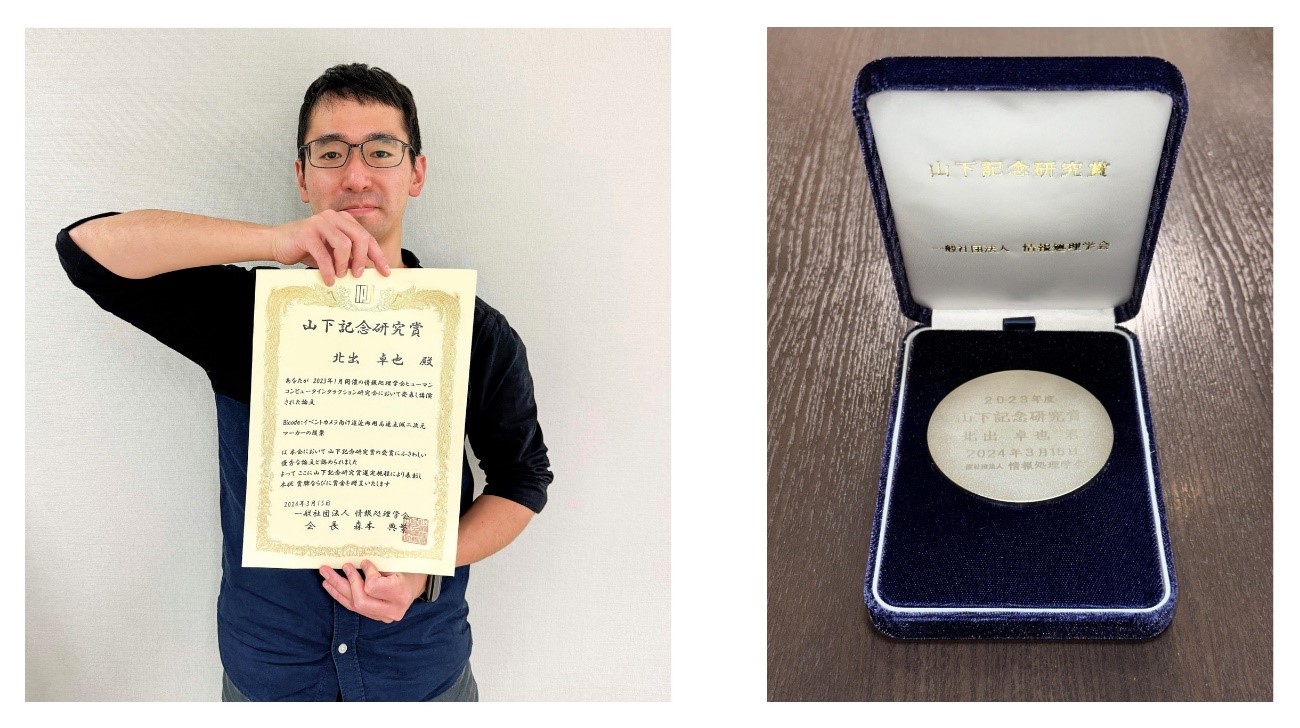 山下記念研究賞
北出 卓也 殿
あなたが 2023年1月開催の情報処理学会ヒューマン
コンピュータインタラクション研究会において発表し講演
された論文
Bicode:イベントカメラ向け遠近両用高速点滅二次元
マーカーの提案
は 本会において 山下記念研究賞の受賞にふさわしい
優秀な論文と認められました
よって ここに山下記念研究賞選定規程により表彰し
本状 賞牌ならびに賞金を贈呈いたします
2024年3月15日
一般社団法人 情報処理学会
会 長 森本 典繁
山下記念研究賞
一般社団法人 情報処理学会
2023年度
山下記念研究賞
北出 卓也 君
2024年3月15日
一般社団法人 情報処理学会